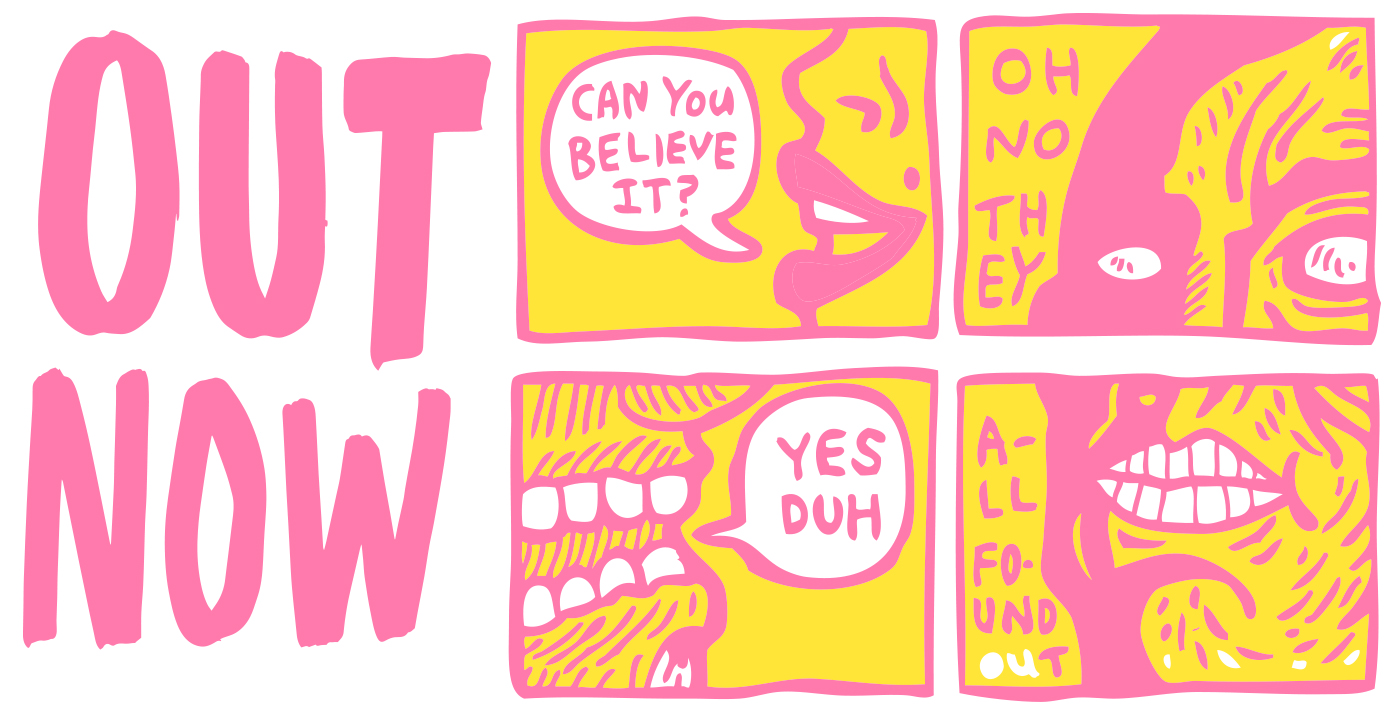 OUT
NOW
CAN YOU
BELIEVE
IT?
OH
NO
TH
EY
YES
DUH
A-
LL
FO-
UND
OUT